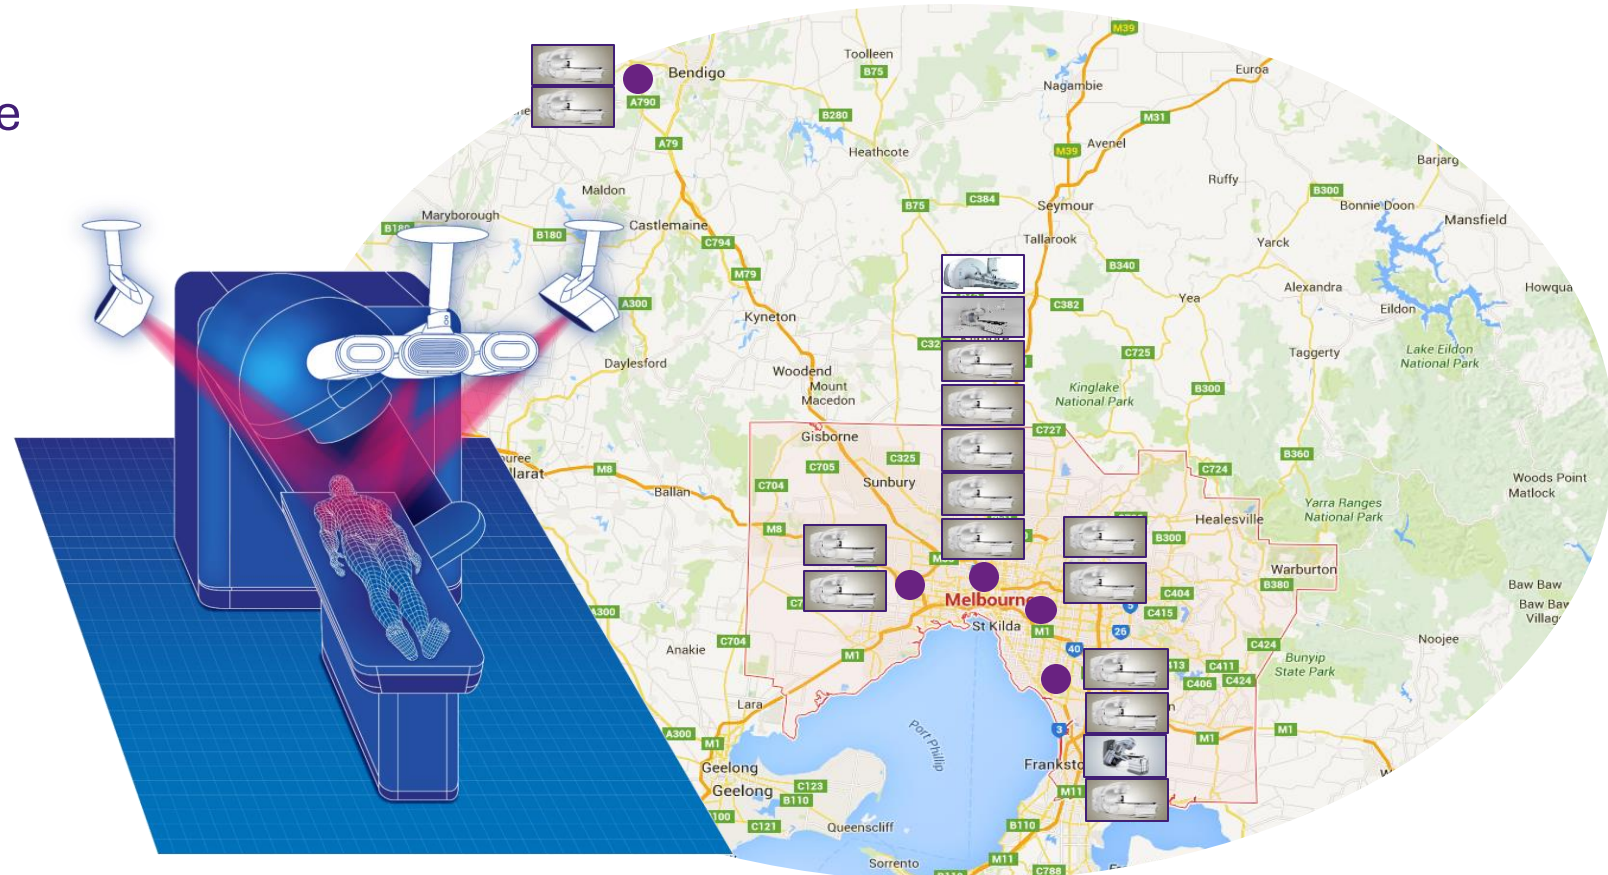 e
M39
Toolleen
B75
Euroa
Bendigo
Nagambie
A790
B280
M31
A79
Heathcote
M39
Avenel
Barjarg
Ruffy
Maldon
B300
C384
B75
Seymour
Bonnie Doon
Maryborough
Mansfield
Castlemaine
B180
B180
C794
Tallarook
Yarck
M79
B340
Alexandra
Howqua
Yea
A300
C382
Eildon
Kyneton
C32
C725
Taggerty
Lake Eildon
National Park
Daylesford
Woodend
Kinglake
National Park
B300
Mount
Macedon
C727
Gisborne
B360
C325
C705
C724
M8
llarat
Woods Point
Matlock
Sunbury
C704
Ballan
Yarra Ranges
National Park
Healesville
M8
B300
Warburton
B380
Baw Baw
C404
Melbourne
5
C415
Baw Baw
Village
A300
St Kilda
M1
26
Noojee
C704
Anakie
C424
40
M1
Bunyip
State Park
C411
C406
C424
Lara
Port Phillip
3
A300
M1
M1
M1
Geelong
Frankston
Geelong
C123
M11
B110
C121
Queenscliff
B110
M11
Sorrento
C788